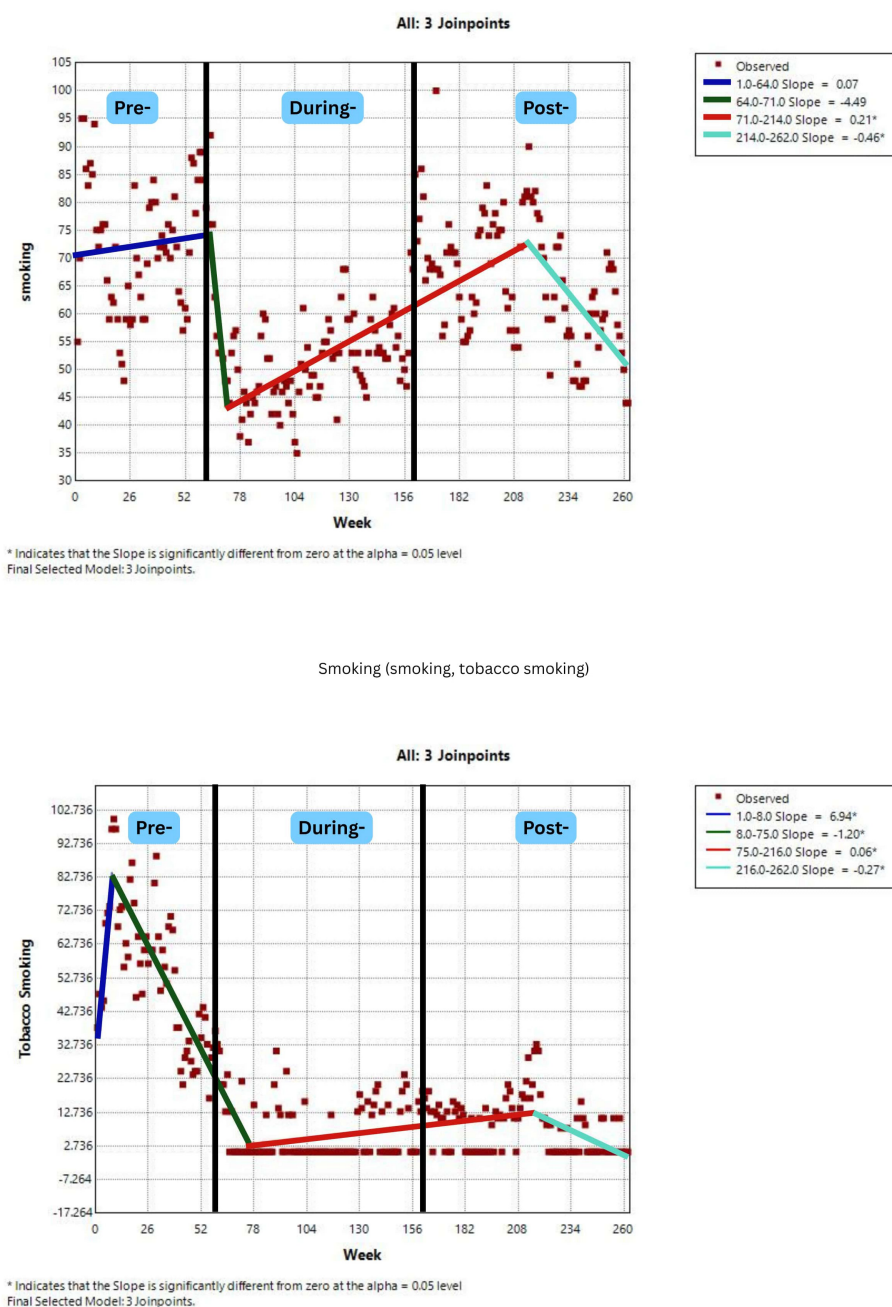 All: 3 Joinpoints
Pre-
During-
Post-
Observed
1.0-64.0 Slope = 0.07
64.0-71.0 Slope = -4.49
71.0-214.0 Slope = 0.21*
214.0-262.0 Slope = -0.46*
105
100
95
90
85
80
75
70
65
60
55
50
45
40
35
30
smoking
0 26 52 78 104 130 156 182 208 234 260
Week
* Indicates that the Slope is significantly different from zero at the alpha = 0.05 level
Final Selected Model: 3 Joinpoints.
Smoking (smoking, tobacco smoking)
All: 3 Joinpoints
Pre-
During-
Post-
Observed
1.0-8.0 Slope = 6.94*
8.0-75.0 Slope = -1.20*
75.0-216.0 Slope = 0.06*
216.0-262.0 Slope = -0.27*
102.736
92.736
82.736
72.736
62.736
52.736
42.736
32.736
22.736
12.736
2.736
-7.264
-17.264
Tobacco Smoking
0 26 52 78 104 130 156 182 208 234 260
Week
* Indicates that the Slope is significantly different from zero at the alpha = 0.05 level
Final Selected Model: 3 Joinpoints.